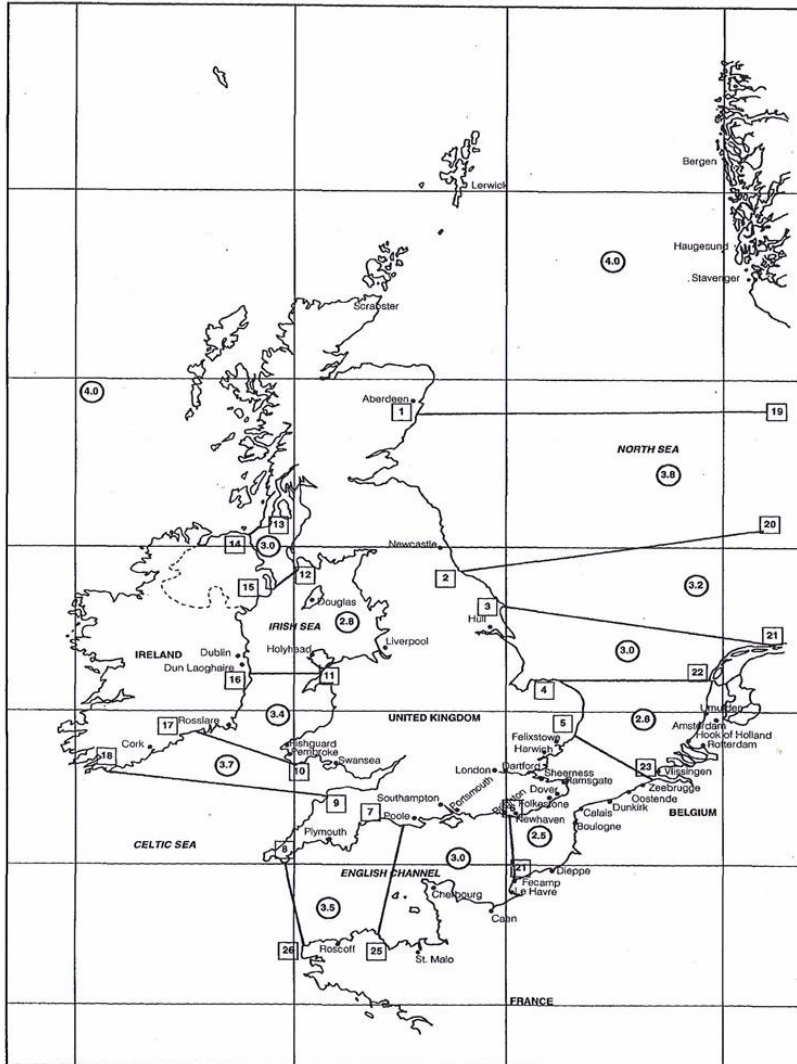 Bergen
Lerwick
Haugesund
4.0
Stavenger
Scrabster
4.0
Aberdeen
1
19
NORTH SEA
3.8
13
20
14
3.0
Newcastle
12
2
3.2
15
Douglas
3
Hull
2.8
IRISH SEA
21
Liverpool
3.0
Dublin
IRELAND
Holyhaad
Dun Laoghaire
22
16
11
4
3.4
UNITED KINGDOM
5
2.8
IJmuiden
Rosslare
17
Amsterdam
Felixstowe
Hook of Holland
Cork
Fishguard
Harwich
Rotterdam
18
Pembroke
3.7
10
Swansea
London
Dartford
23
Vlissingen
Sheerness
Ramsgate
Zeebrugge
Dover
9
Southampton
Portsmouth
Oostende
7
Folkestone
Dunkirk
Poole
Newhaven
Calais
BELGIUM
Boulogne
Plymouth
2.5
CELTIC SEA
8
3.0
ENGLISH CHANNEL
21
Dieppe
Fecamp
Cherbourg
Le Havre
3.5
Caen
26
Roscoff
25
St. Malo
FRANCE